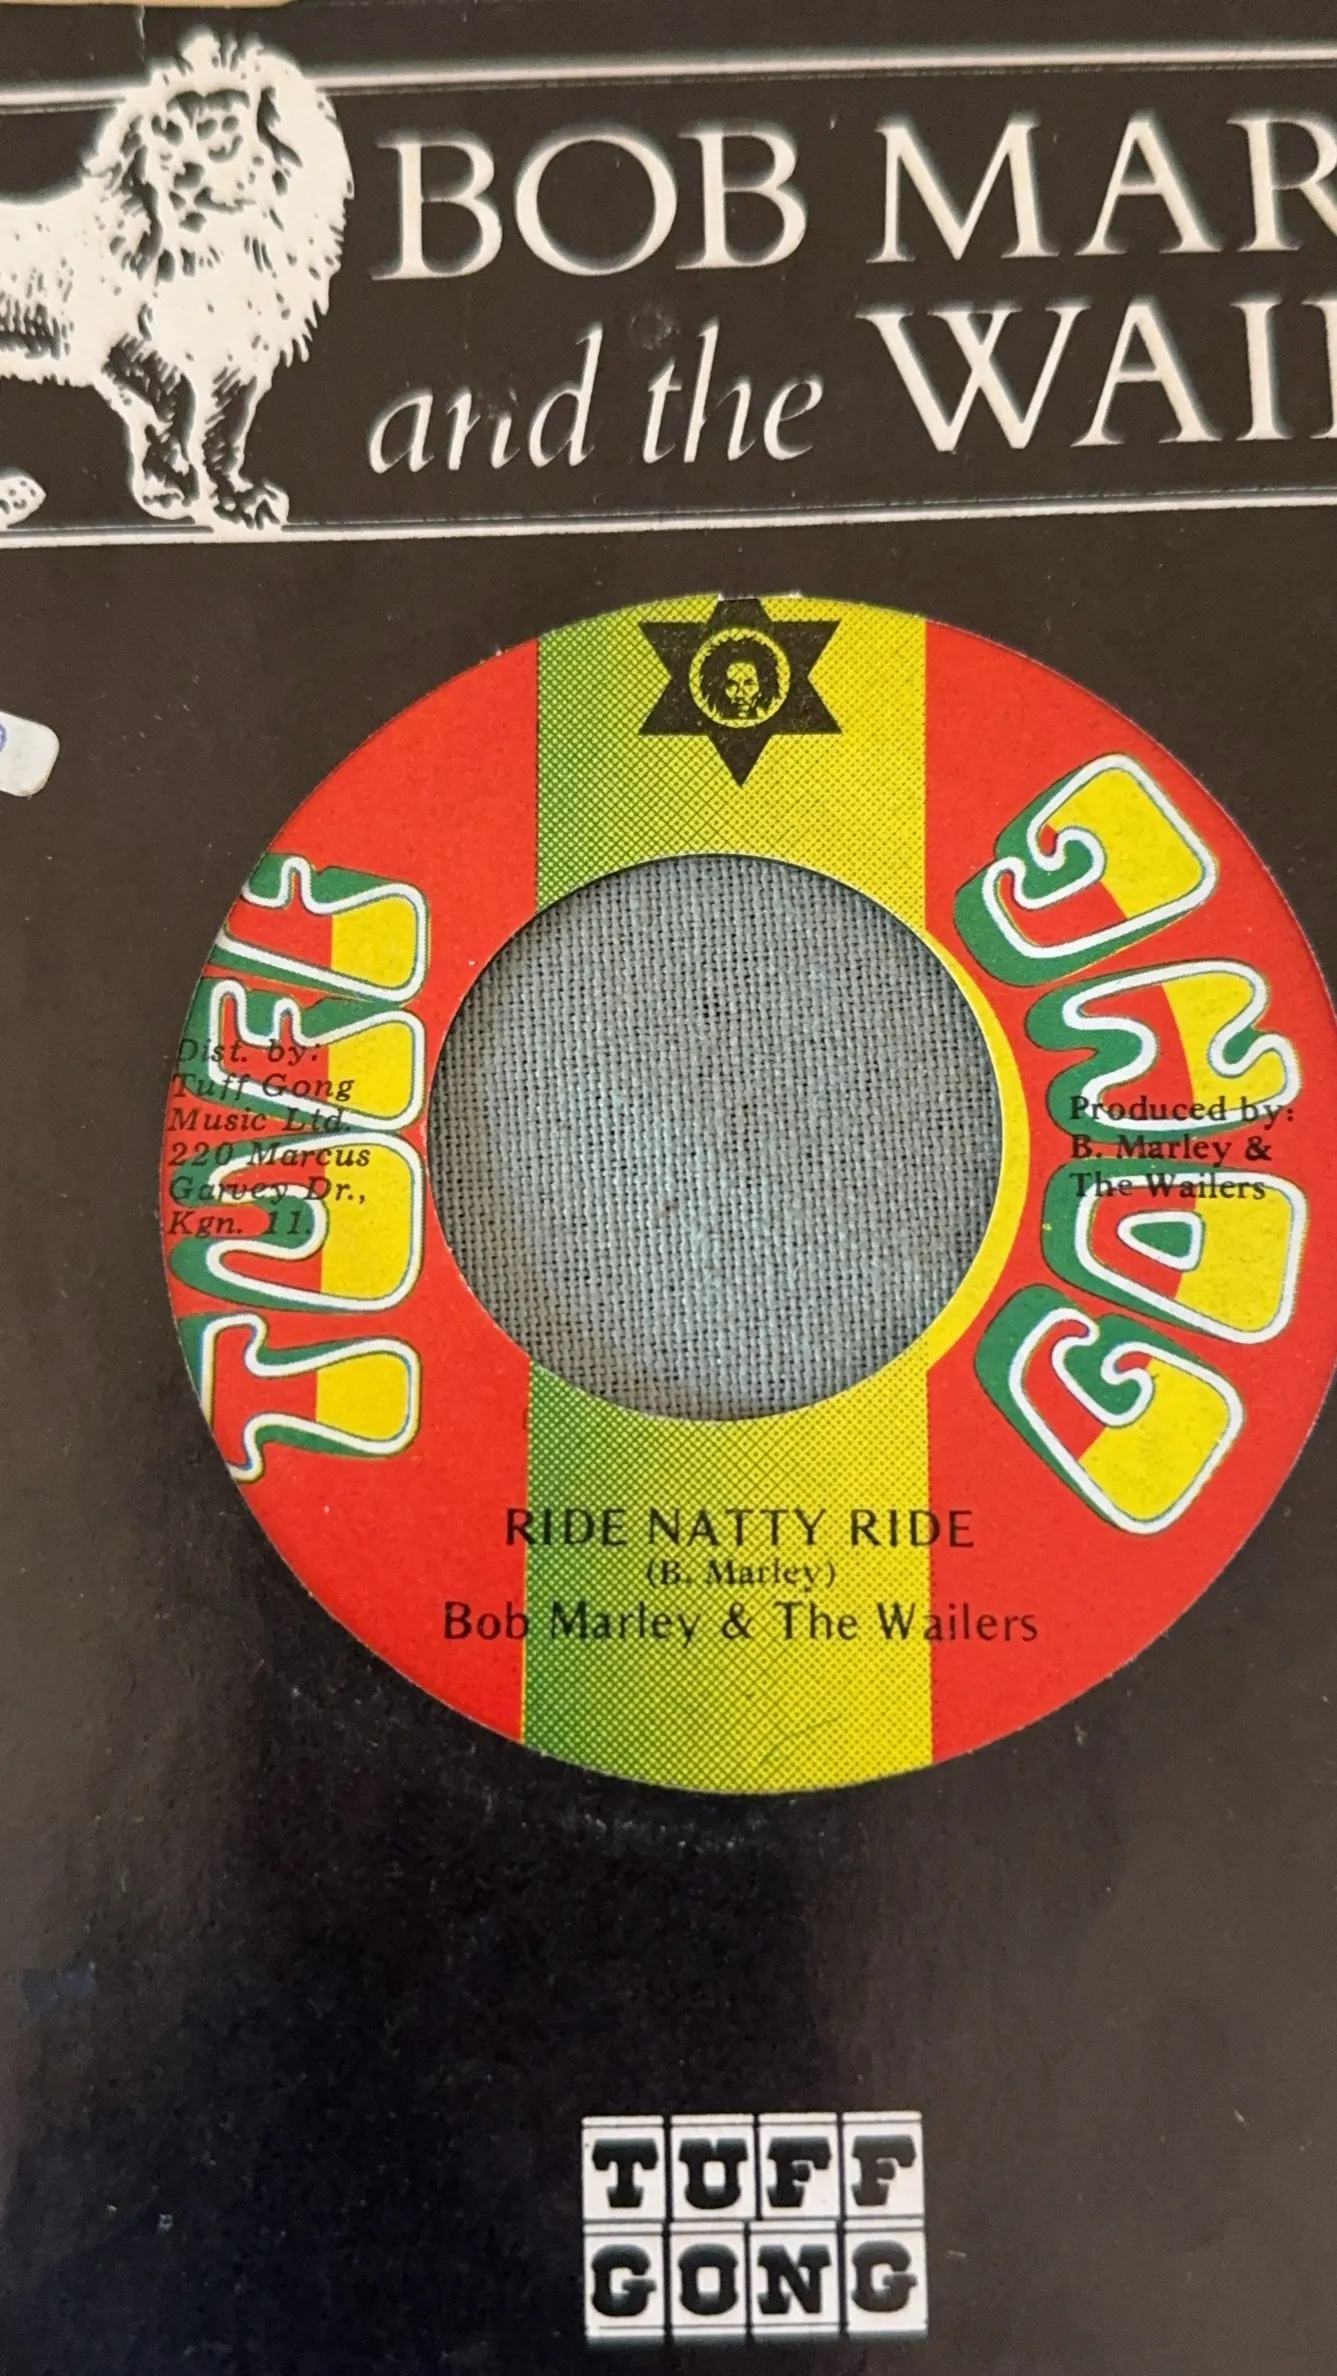 BOB MAR
and the WAIL
TUFF
GONG
Dist. by:
Tuff Gong
Music Ltd.
220 Marcus
Garvey Dr.,
Kgn. 11.
Produced by:
B. Marley &
The Wailers
RIDE NATTY RIDE
(B. Marley)
Bob Marley & The Wailers
TUFF
GONG